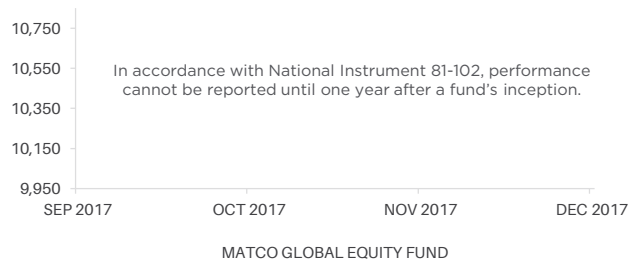 10,750
10,550
10,350
10,150
9,950
In accordance with National Instrument 81-102, performance
cannot be reported until one year after a fund's inception.
SEP 2017 OCT 2017 NOV 2017 DEC 2017
MATCO GLOBAL EQUITY FUND